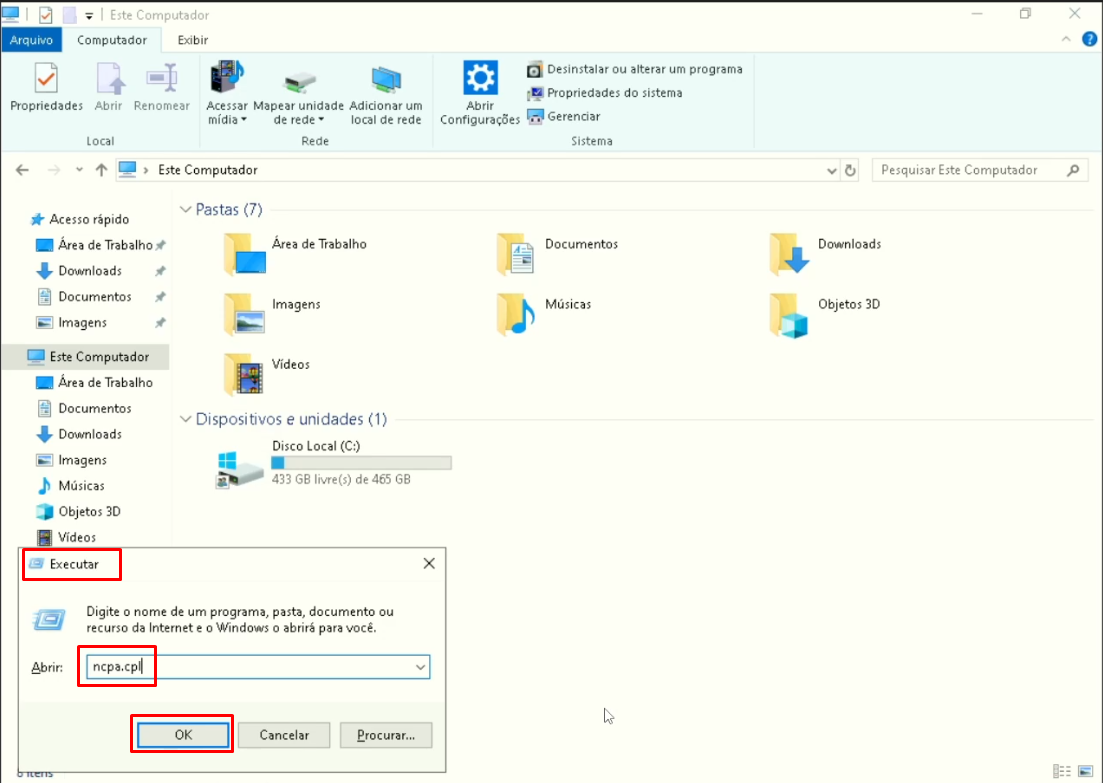 Este Computador
Arquivo
Computador
Exibir
Propriedades
Abrir
Renomear
Acessar
mídia
Mapear unidade
de rede
Adicionar um
local de rede
Abrir
Configurações
Desinstalar ou alterar um programa
Propriedades do sistema
Gerenciar
Local
Rede
Sistema
Este Computador
Pesquisar Este Computador
Acesso rápido
Área de Trabalho
Downloads
Documentos
Imagens
Este Computador
Área de Trabalho
Documentos
Downloads
Imagens
Músicas
Objetos 3D
Vídeos
Pastas (7)
Área de Trabalho
Documentos
Downloads
Imagens
Músicas
Objetos 3D
Vídeos
Dispositivos e unidades (1)
Disco Local (C:)
433 GB livre(s) de 465 GB
Executar
Digite o nome de um programa, pasta, documento ou
recurso da Internet e o Windows o abrirá para você.
Abrir:
ncpa.cpl
OK
Cancelar
Procurar...
8 itens